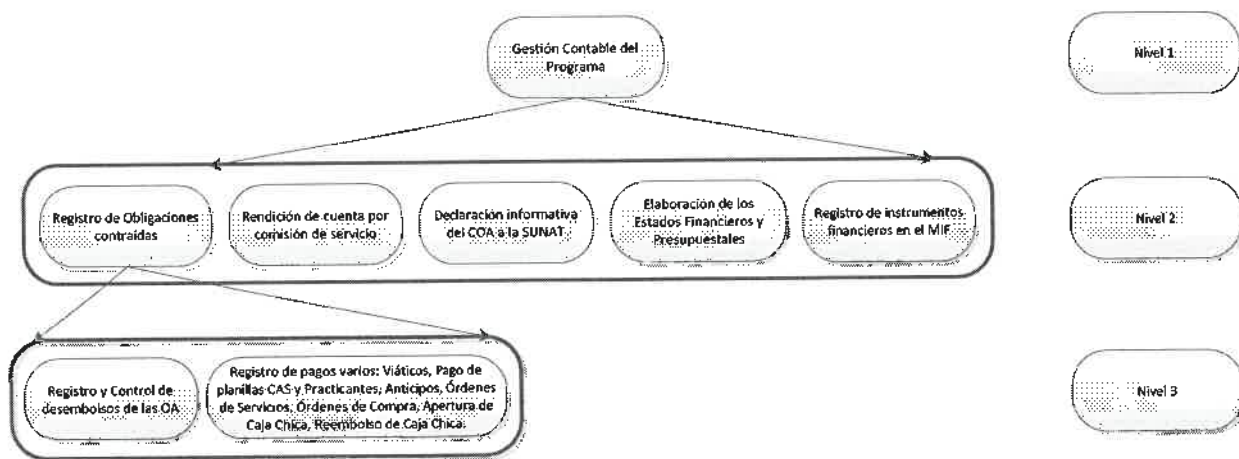 Gestión Contable del
Programa
Nivel 1
Registro de Obligaciones
contraídas
Rendición de cuenta por
comisión de servicio
Declaración informativa
del COA a la SUNAT
Elaboración de los
Estados Financieros y
Presupuestales
Registro de instrumentos
financieros en el MIF
Nivel 2
Registro y Control de
desembolsos de las OA
Registro de pagos varios: Viáticos, Pago de
planillas CAS y Practicantes, Anticipos, Órdenes
de Servicios, Órdenes de Compra, Apertura de
Caja Chica, Reembolso de Caja Chica.
Nivel 3